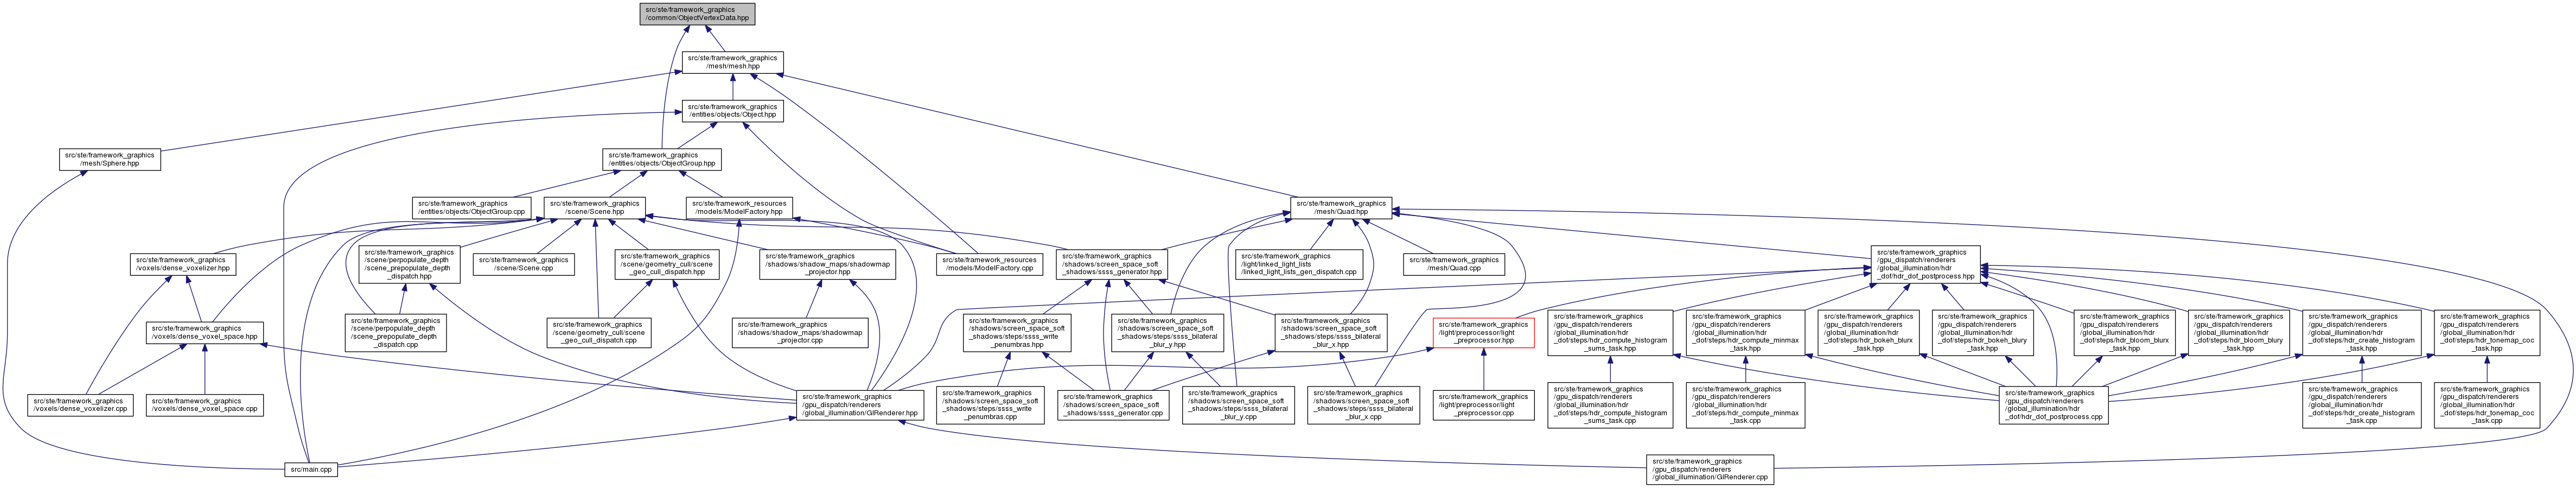 src/ste/framework_graphics
/common/ObjectVertexData.hpp
src/ste/framework_graphics
/mesh/mesh.hpp
src/ste/framework_graphics
/entities/objects/Object.hpp
src/ste/framework_graphics
/mesh/Sphere.hpp
src/ste/framework_graphics
/entities/objects/ObjectGroup.hpp
src/ste/framework_graphics
/entities/objects/ObjectGroup.cpp
src/ste/framework_graphics
/scene/Scene.hpp
src/ste/framework_resources
/models/ModelFactory.hpp
src/ste/framework_graphics
/mesh/Quad.hpp
src/ste/framework_graphics
/voxels/dense_voxelizer.hpp
src/ste/framework_graphics
/scene/perpopulate_depth
/scene_prepopulate_depth
_dispatch.hpp
src/ste/framework_graphics
/scene/Scene.cpp
src/ste/framework_graphics
/scene/geometry_cull/scene
_geo_cull_dispatch.hpp
src/ste/framework_graphics
/shadows/shadow_maps/shadowmap
_projector.hpp
src/ste/framework_resources
/models/ModelFactory.cpp
src/ste/framework_graphics
/shadows/screen_space_soft
_shadows/ssss_generator.hpp
src/ste/framework_graphics
/light/linked_light_lists
/linked_light_lists_gen_dispatch.cpp
src/ste/framework_graphics
/mesh/Quad.cpp
src/ste/framework_graphics
/gpu_dispatch/renderers
/global_illumination/hdr
_dof/hdr_dof_postprocess.hpp
src/ste/framework_graphics
/voxels/dense_voxel_space.hpp
src/ste/framework_graphics
/scene/perpopulate_depth
/scene_prepopulate_depth
_dispatch.cpp
src/ste/framework_graphics
/scene/geometry_cull/scene
_geo_cull_dispatch.cpp
src/ste/framework_graphics
/shadows/shadow_maps/shadowmap
_projector.cpp
src/ste/framework_graphics
/shadows/screen_space_soft
_shadows/steps/ssss_write
_penumbras.hpp
src/ste/framework_graphics
/shadows/screen_space_soft
_shadows/steps/ssss_bilateral
_blur_y.hpp
src/ste/framework_graphics
/shadows/screen_space_soft
_shadows/steps/ssss_bilateral
_blur_x.hpp
src/ste/framework_graphics
/light/preprocessor/light
_preprocessor.hpp
src/ste/framework_graphics
/gpu_dispatch/renderers
/global_illumination/hdr
_dof/steps/hdr_compute_histogram
_sums_task.hpp
src/ste/framework_graphics
/gpu_dispatch/renderers
/global_illumination/hdr
_dof/steps/hdr_compute_minmax
_task.hpp
src/ste/framework_graphics
/gpu_dispatch/renderers
/global_illumination/hdr
_dof/steps/hdr_bokeh_blurx
_task.hpp
src/ste/framework_graphics
/gpu_dispatch/renderers
/global_illumination/hdr
_dof/steps/hdr_bokeh_blury
_task.hpp
src/ste/framework_graphics
/gpu_dispatch/renderers
/global_illumination/hdr
_dof/steps/hdr_bloom_blurx
_task.hpp
src/ste/framework_graphics
/gpu_dispatch/renderers
/global_illumination/hdr
_dof/steps/hdr_bloom_blury
_task.hpp
src/ste/framework_graphics
/gpu_dispatch/renderers
/global_illumination/hdr
_dof/steps/hdr_create_histogram
_task.hpp
src/ste/framework_graphics
/gpu_dispatch/renderers
/global_illumination/hdr
_dof/steps/hdr_tonemap_coc
_task.hpp
src/ste/framework_graphics
/voxels/dense_voxelizer.cpp
src/ste/framework_graphics
/voxels/dense_voxel_space.cpp
src/ste/framework_graphics
/gpu_dispatch/renderers
/global_illumination/GIRenderer.hpp
src/ste/framework_graphics
/shadows/screen_space_soft
_shadows/steps/ssss_write
_penumbras.cpp
src/ste/framework_graphics
/shadows/screen_space_soft
_shadows/ssss_generator.cpp
src/ste/framework_graphics
/shadows/screen_space_soft
_shadows/steps/ssss_bilateral
_blur_y.cpp
src/ste/framework_graphics
/shadows/screen_space_soft
_shadows/steps/ssss_bilateral
_blur_x.cpp
src/ste/framework_graphics
/light/preprocessor/light
_preprocessor.cpp
src/ste/framework_graphics
/gpu_dispatch/renderers
/global_illumination/hdr
_dof/steps/hdr_compute_histogram
_sums_task.cpp
src/ste/framework_graphics
/gpu_dispatch/renderers
/global_illumination/hdr
_dof/steps/hdr_compute_minmax
_task.cpp
src/ste/framework_graphics
/gpu_dispatch/renderers
/global_illumination/hdr
_dof/hdr_dof_postprocess.cpp
src/ste/framework_graphics
/gpu_dispatch/renderers
/global_illumination/hdr
_dof/steps/hdr_create_histogram
_task.cpp
src/ste/framework_graphics
/gpu_dispatch/renderers
/global_illumination/hdr
_dof/steps/hdr_tonemap_coc
_task.cpp
src/main.cpp
src/ste/framework_graphics
/gpu_dispatch/renderers
/global_illumination/GIRenderer.cpp